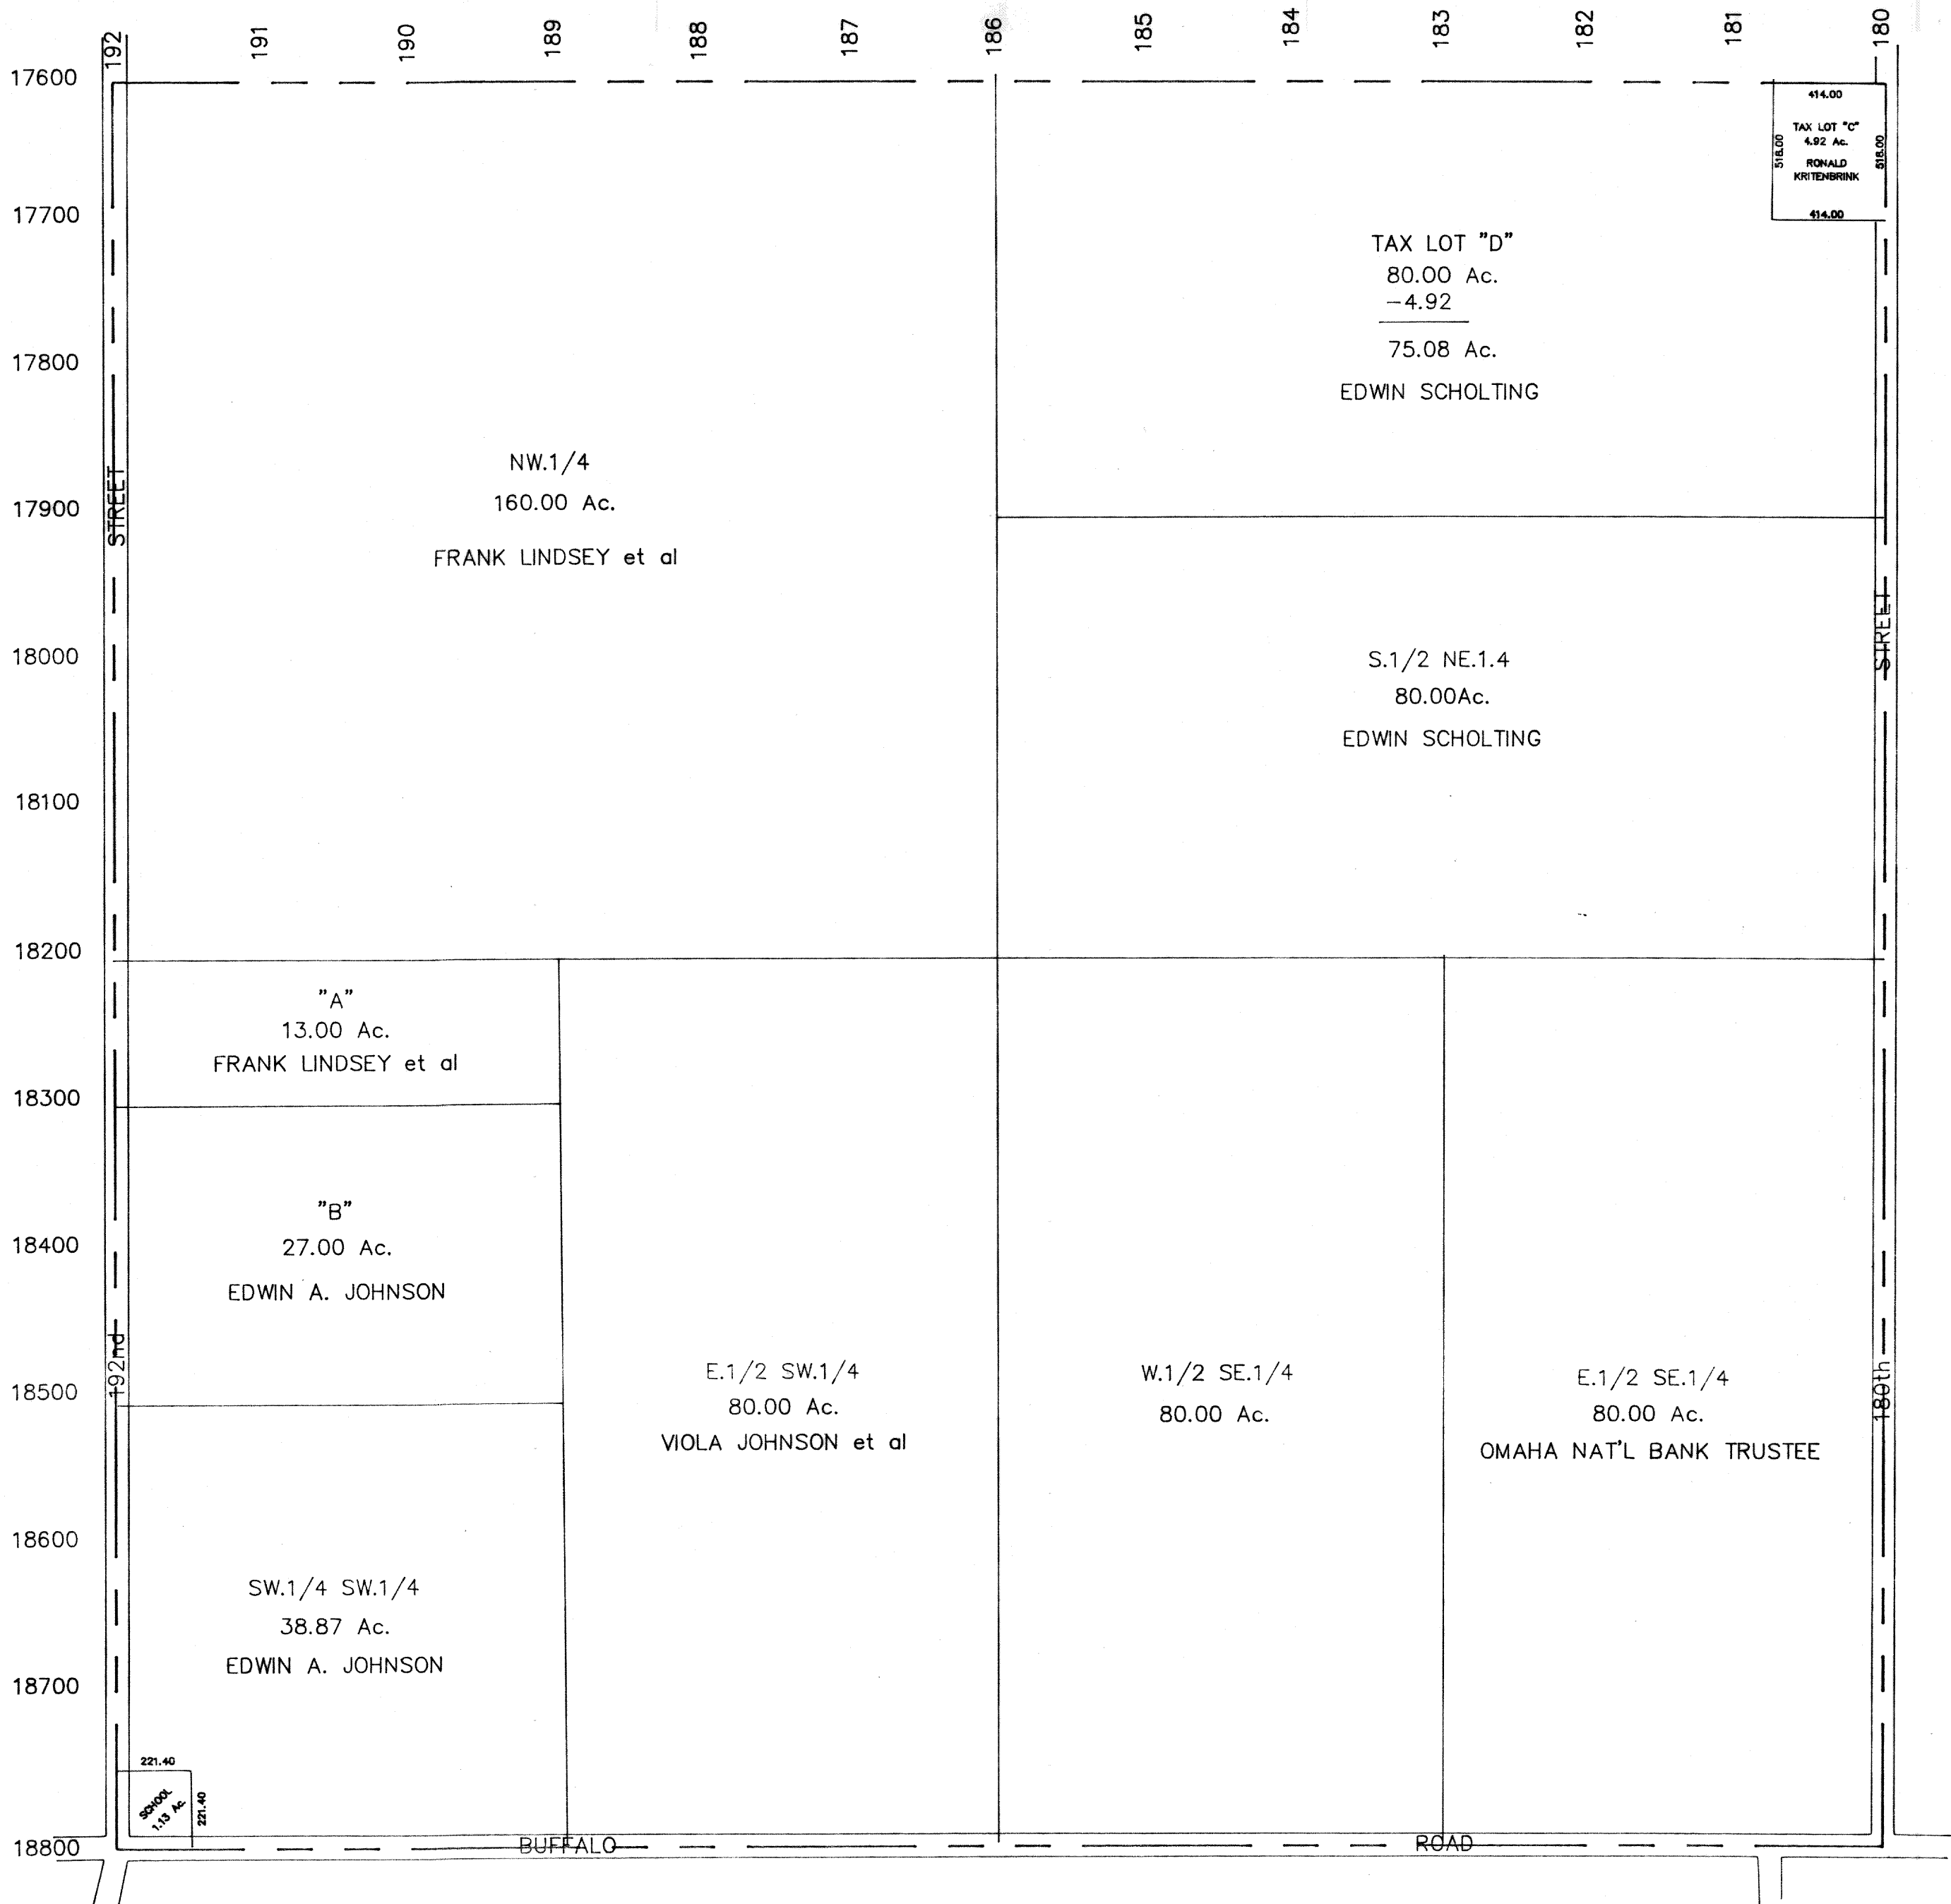 192
191
190
189
188
187
186
185
184
183
182
181
180
17600
17700
17800
17900
18000
18100
18200
18300
18400
18500
18600
18700
18800
414.00
TAX LOT "C"
4.92 Ac.
RONALD
KRITENBRINK
518.00
518.00
414.00
TAX LOT "D"
80.00 Ac.
-4.92
75.08 Ac.
EDWIN SCHOLTING
NW.1/4
160.00 Ac.
FRANK LINDSEY et al
STREET
STREET
S.1/2 NE.1.4
80.00Ac.
EDWIN SCHOLTING
"A"
13.00 Ac.
FRANK LINDSEY et al
"B"
27.00 Ac.
EDWIN A. JOHNSON
192nd
E.1/2 SW.1/4
80.00 Ac.
VIOLA JOHNSON et al
W.1/2 SE.1/4
80.00 Ac.
E.1/2 SE.1/4
80.00 Ac.
OMAHA NAT'L BANK TRUSTEE
180th
SW.1/4 SW.1/4
38.87 Ac.
EDWIN A. JOHNSON
221.40
SCHOOL
1.13 Ac.
221.40
BUFFALO
ROAD